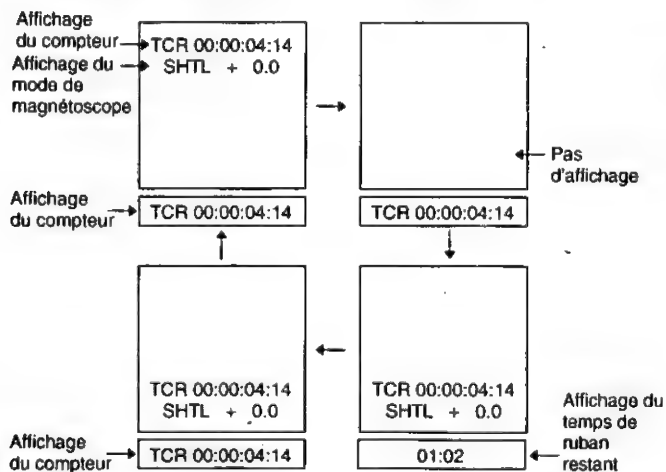 Affichage
du compteur
Affichage du
mode de
magnétoscope
TCR 00:00:04:14
SHTL + 0.0
Pas
d'affichage
Affichage
du compteur
TCR 00:00:04:14
TCR 00:00:04:14
TCR 00:00:04:14
SHTL + 0.0
TCR 00:00:04:14
SHTL + 0.0
Affichage
du compteur
TCR 00:00:04:14
01:02
Affichage du
temps de
ruban
restant